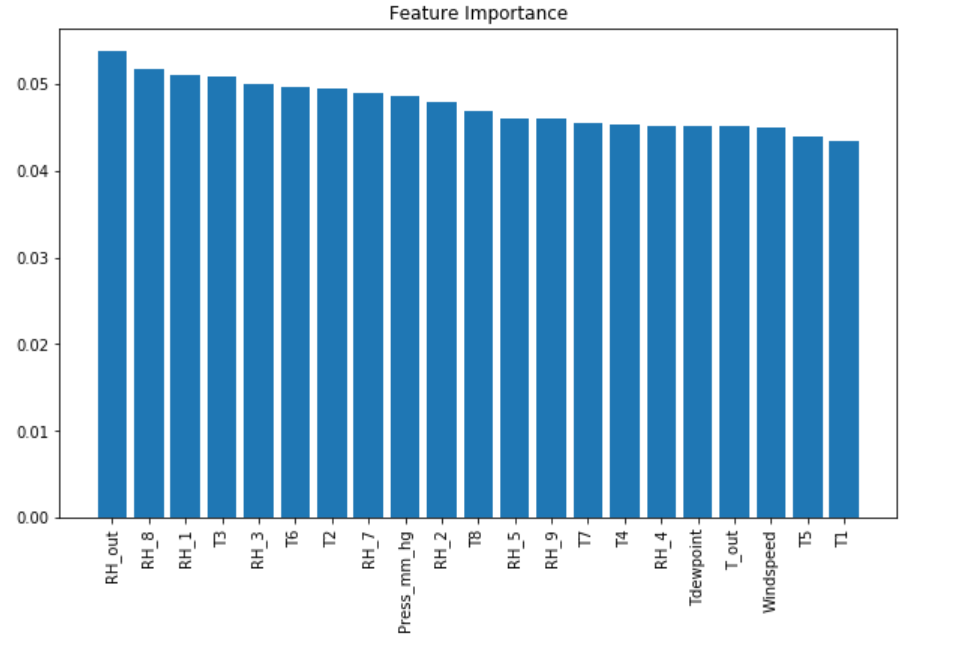 Feature Importance
0.05
0.04
0.03
0.02
0.01
0.00
RH_out
RH_8
RH_1
T3
RH_3
T6
T2
RH_7
Press_mm_hg
RH_2
T8
RH_5
RH_9
T7
T4
RH_4
Tdewpoint
T_out
Windspeed
T5
T1